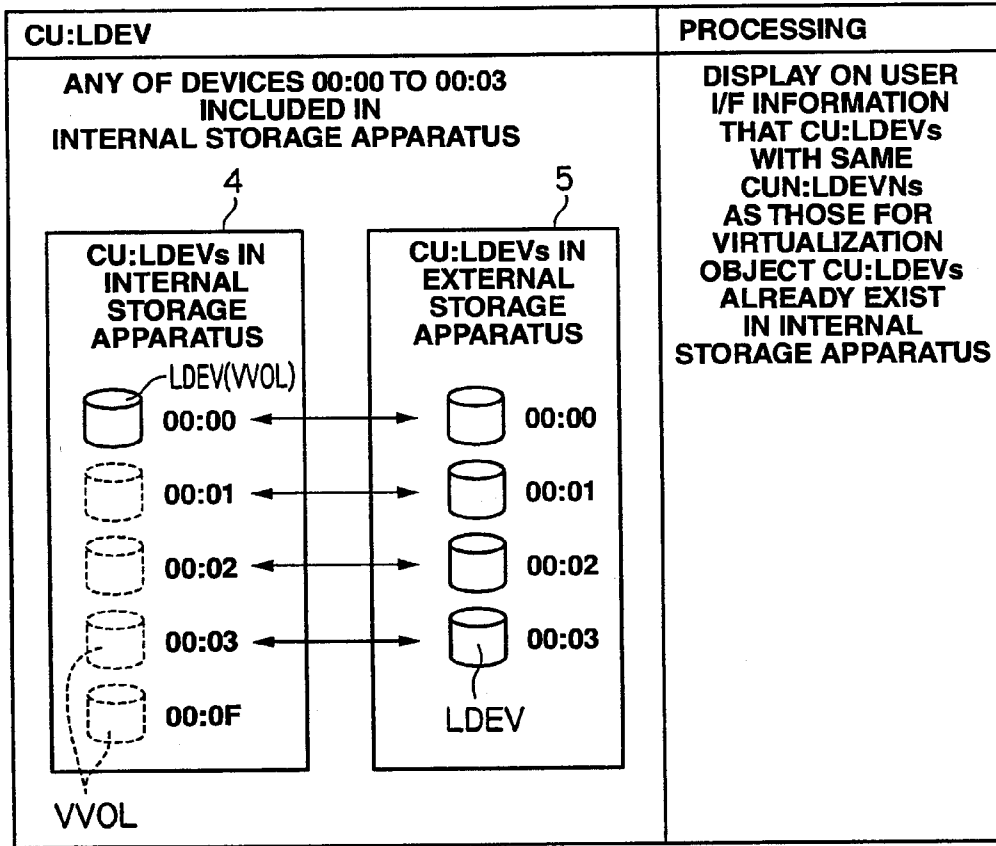 CU:LDEV
PROCESSING
ANY OF DEVICES 00:00 TO 00:03
INCLUDED IN
INTERNAL STORAGE APPARATUS
4
5
CU:LDEVs IN
INTERNAL
STORAGE
APPARATUS
LDEV(VVOL)
00:00
00:01
00:02
00:03
00:0F
VVOL
CU:LDEVs IN
EXTERNAL
STORAGE
APPARATUS
00:00
00:01
00:02
00:03
LDEV
DISPLAY ON USER
I/F INFORMATION
THAT CU:LDEVs
WITH SAME
CUN:LDEVNs
AS THOSE FOR
VIRTUALIZATION
OBJECT CU:LDEVs
ALREADY EXIST
IN INTERNAL
STORAGE APPARATUS